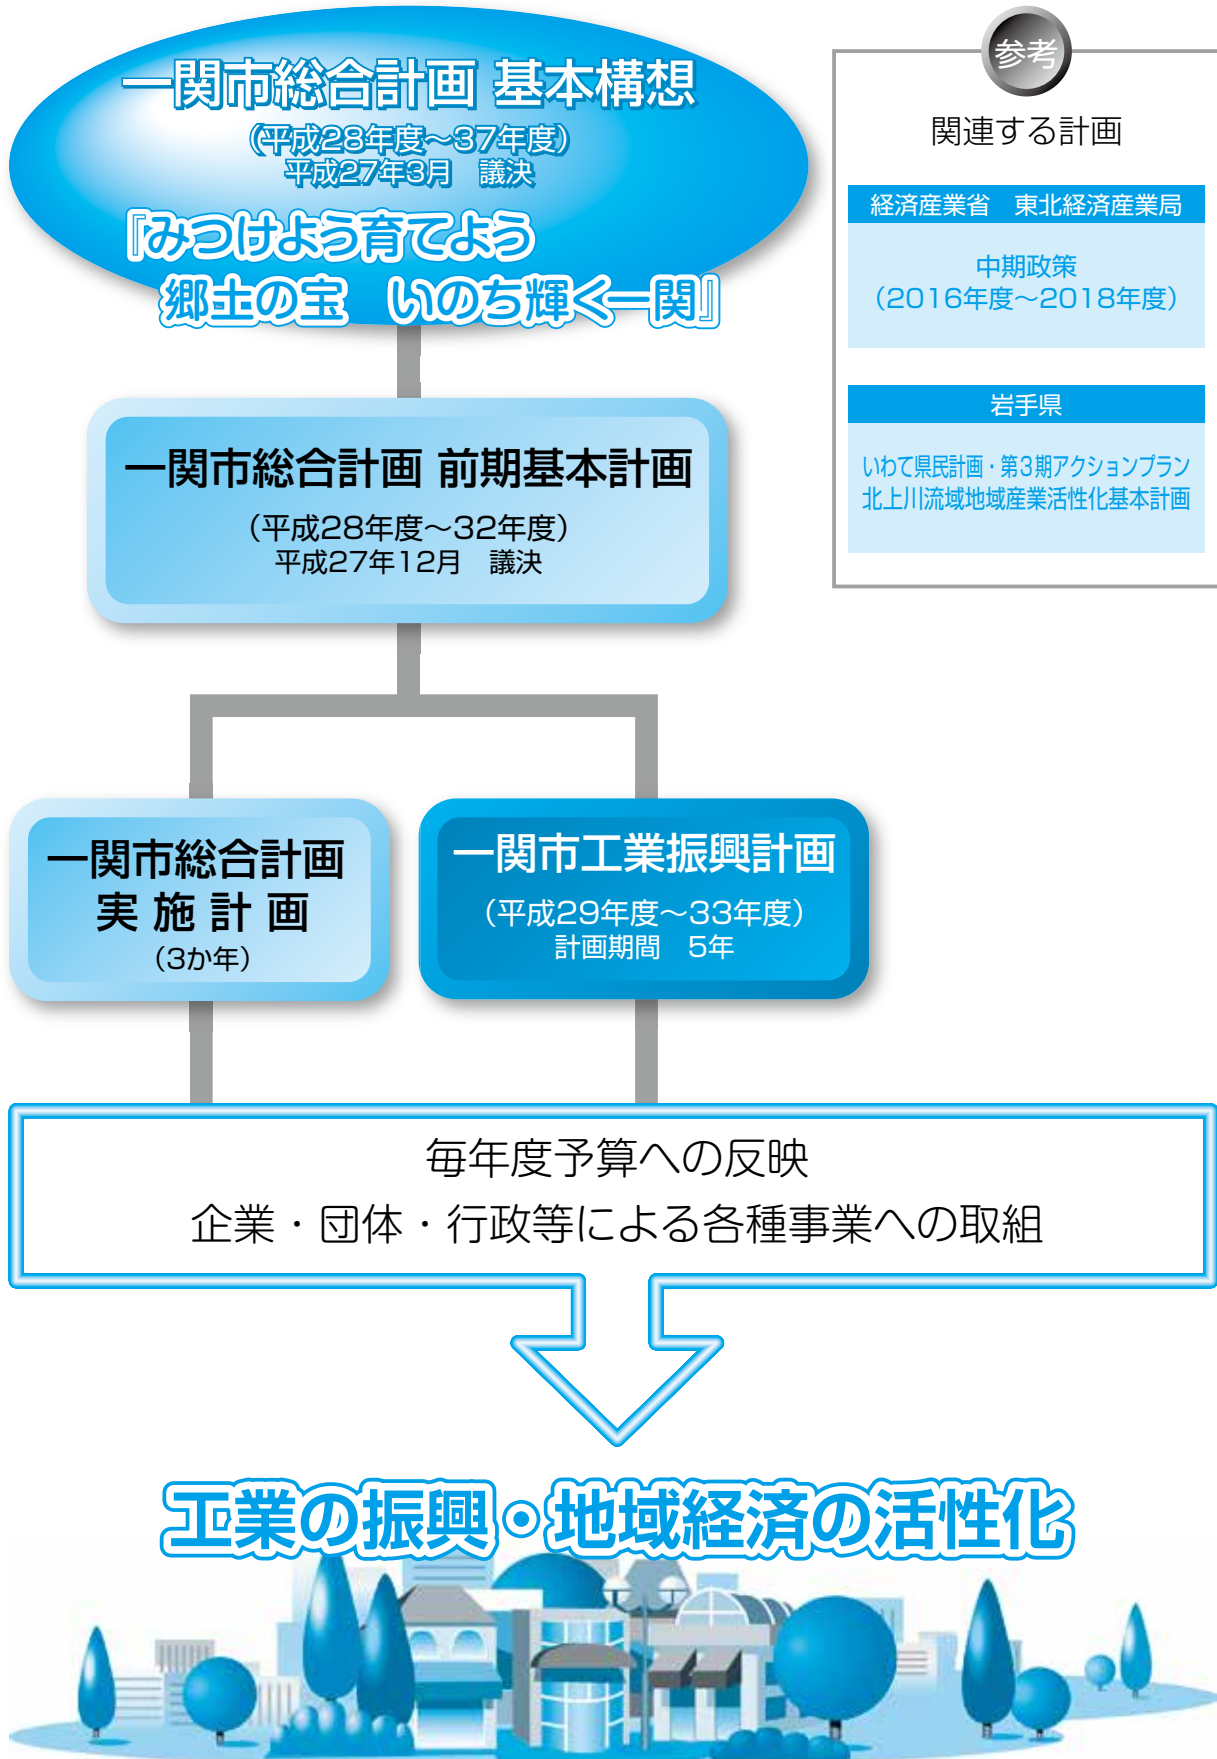 一関市総合計画 基本構想
(平成28年度～37年度)
平成27年3月　議決
『みつけよう育てよう
郷土の宝　いのち輝く一関』
一関市総合計画 前期基本計画
（平成28年度～32年度）
平成27年12月　議決
一関市総合計画
実 施 計 画
（3か年）
一関市工業振興計画
（平成29年度～33年度）
計画期間　5年
毎年度予算への反映
企業・団体・行政等による各種事業への取組
工業の振興・地域経済の活性化
参考
関連する計画
経済産業省　東北経済産業局
中期政策
（2016年度～2018年度）
岩手県
いわて県民計画・第3期アクションプラン
北上川流域地域産業活性化基本計画